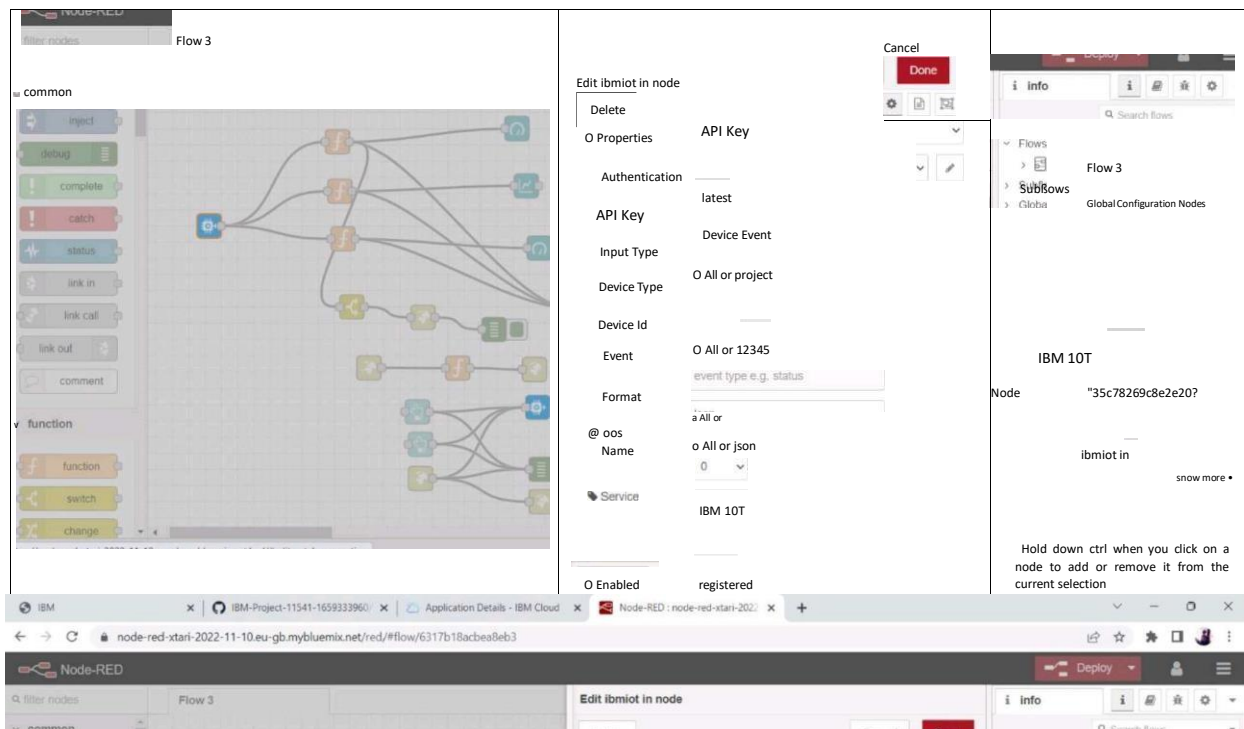 Node-RED
filter nodes
Flow 3
common
inject
debug
complete
catch
status
link in
link call
link out
comment
function
function
switch
change
Cancel
Done
Edit ibmiot in node
Delete
O Properties
API Key
Authentication
latest
API Key
Device Event
Input Type
O All or project
Device Type
Device Id
O All or 12345
Event
event type e.g. status
Format
a All or
@ oos
Name
o All or json
0
Service
IBM 10T
O Enabled
registered
Deploy
i info
Search flows
Flows
Flow 3
SubBows
Globa
Global Configuration Nodes
IBM 10T
Node
"35c78269c8e2e20?
ibmiot in
snow more •
Hold down ctrl when you click on a
node to add or remove it from the
current selection
IBM
IBM-Project-11541-1659333960/
Application Details - IBM Cloud
Node-RED : node-red-xtari-2022
node-red-xtari-2022-11-10.eu-gb.mybluemix.net/red/#flow/6317b18acbea8eb3
Node-RED
Deploy
filter nodes
Flow 3
Edit ibmiot in node
i info
common
Search flows